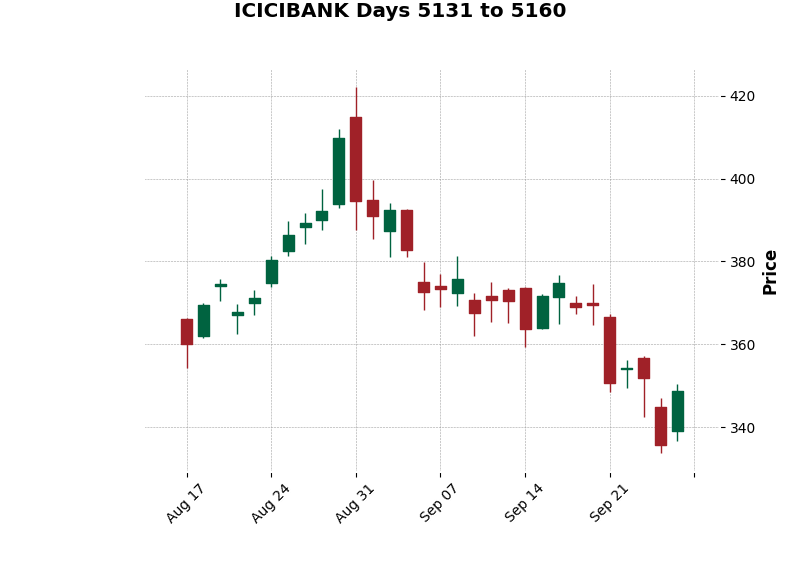 ICICIBANK Days 5131 to 5160
420
400
380
360
340
Price
Aug 17
Aug 24
Aug 31
Sep 07
Sep 14
Sep 21